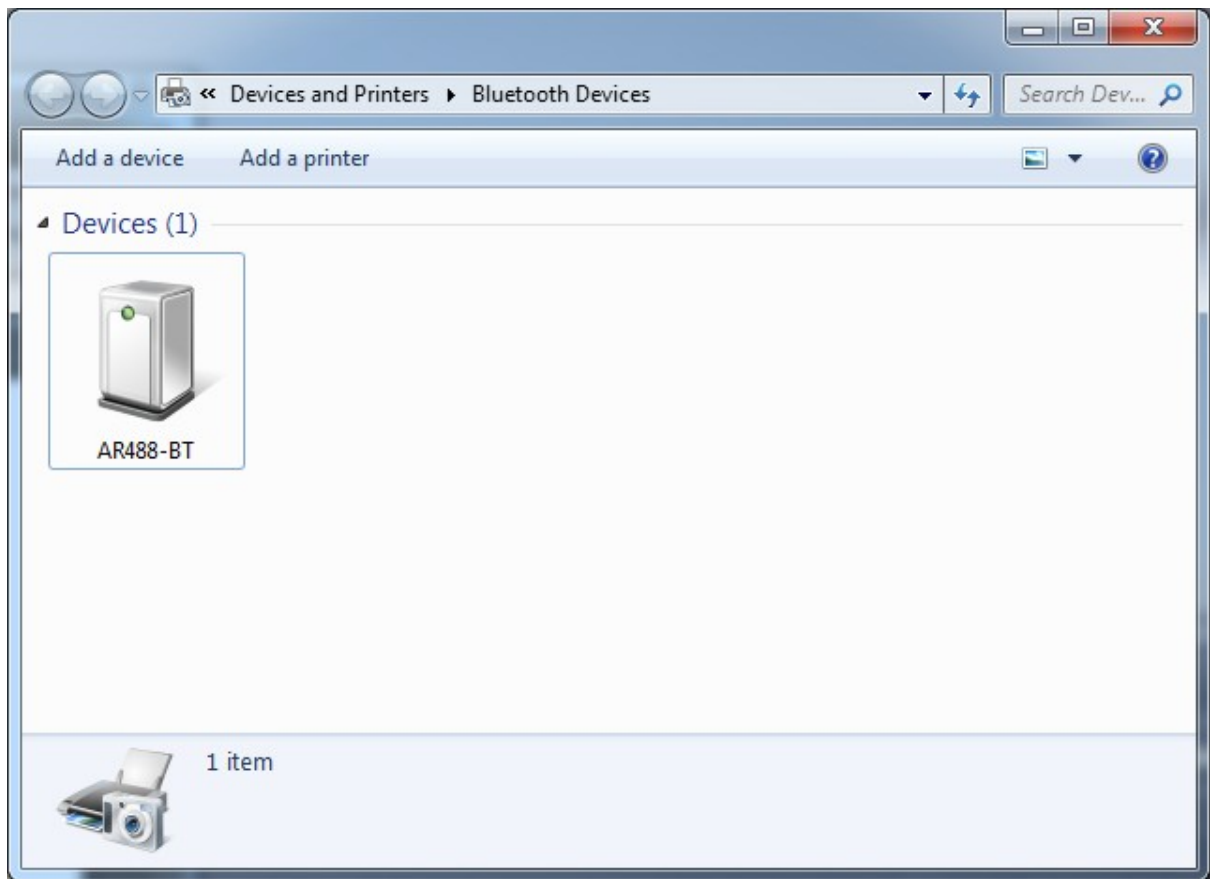 « Devices and Printers ▸ Bluetooth Devices
Search Dev...
Add a device Add a printer
Devices (1)
AR488-BT
1 item